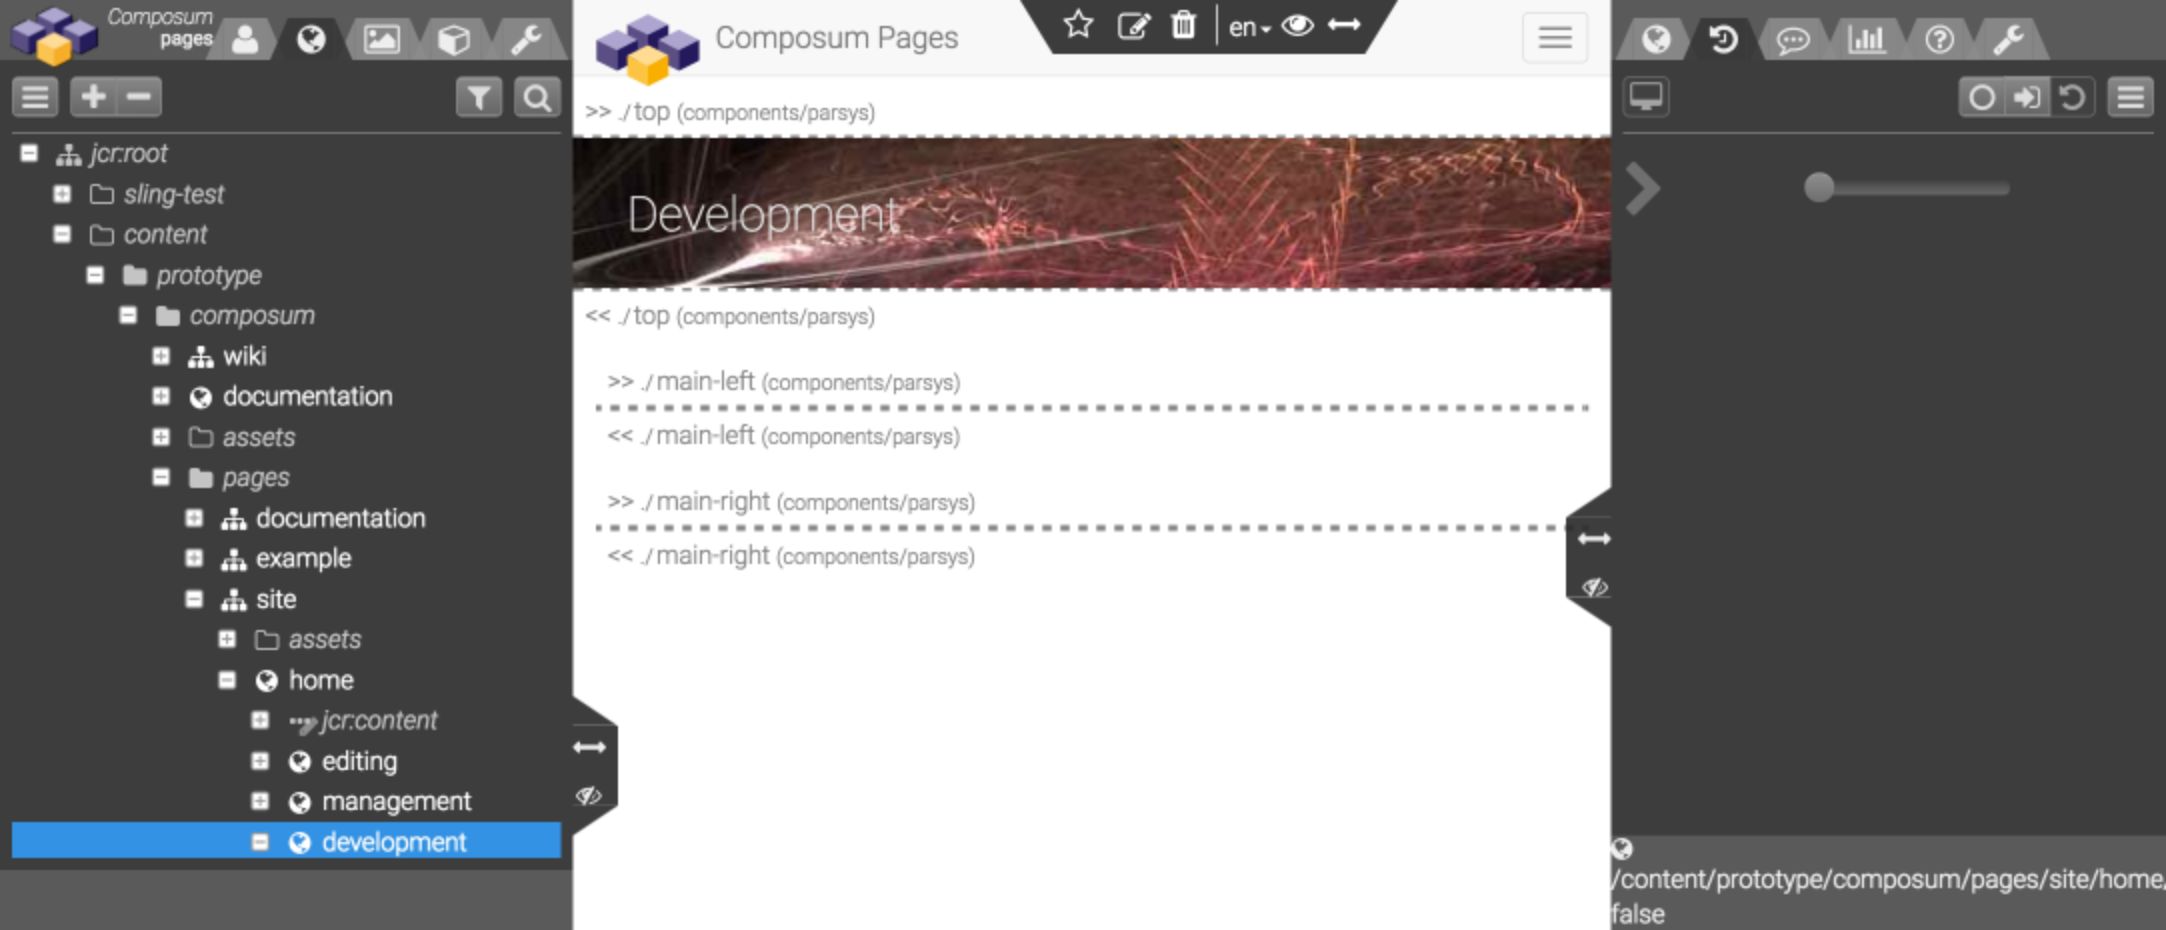 Composum
pages
jcr:root
sling-test
content
prototype
composum
wiki
documentation
assets
pages
documentation
example
site
assets
home
jcr:content
editing
management
development
Composum Pages
en
>> ./top (components/parsys)
Development
<< ./top (components/parsys)
>> ./main-left (components/parsys)
<< ./main-left (components/parsys)
>> ./main-right (components/parsys)
<< ./main-right (components/parsys)
/content/prototype/composum/pages/site/home/
false